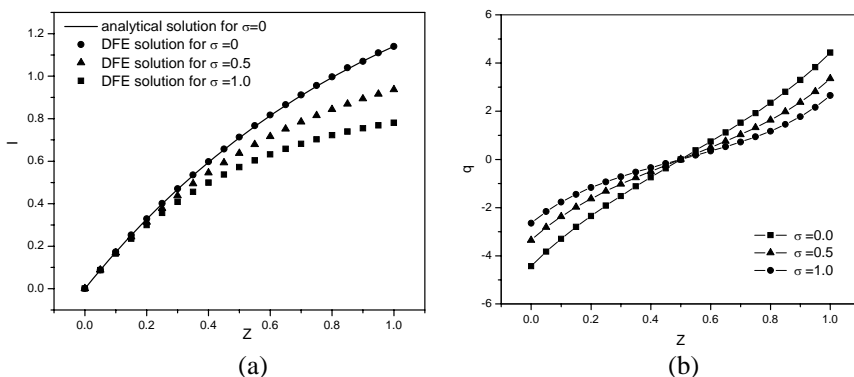 analytical solution for σ=0
DFE solution for σ =0
DFE solution for σ =0.5
DFE solution for σ =1.0
1.2
1.0
0.8
0.6
0.4
0.2
0.0
I
0.0 0.2 0.4 0.6 0.8 1.0
Z
(a)
6
4
2
0
-2
-4
-6
q
σ =0.0
σ =0.5
σ =1.0
0.0 0.2 0.4 0.6 0.8 1.0
Z
(b)